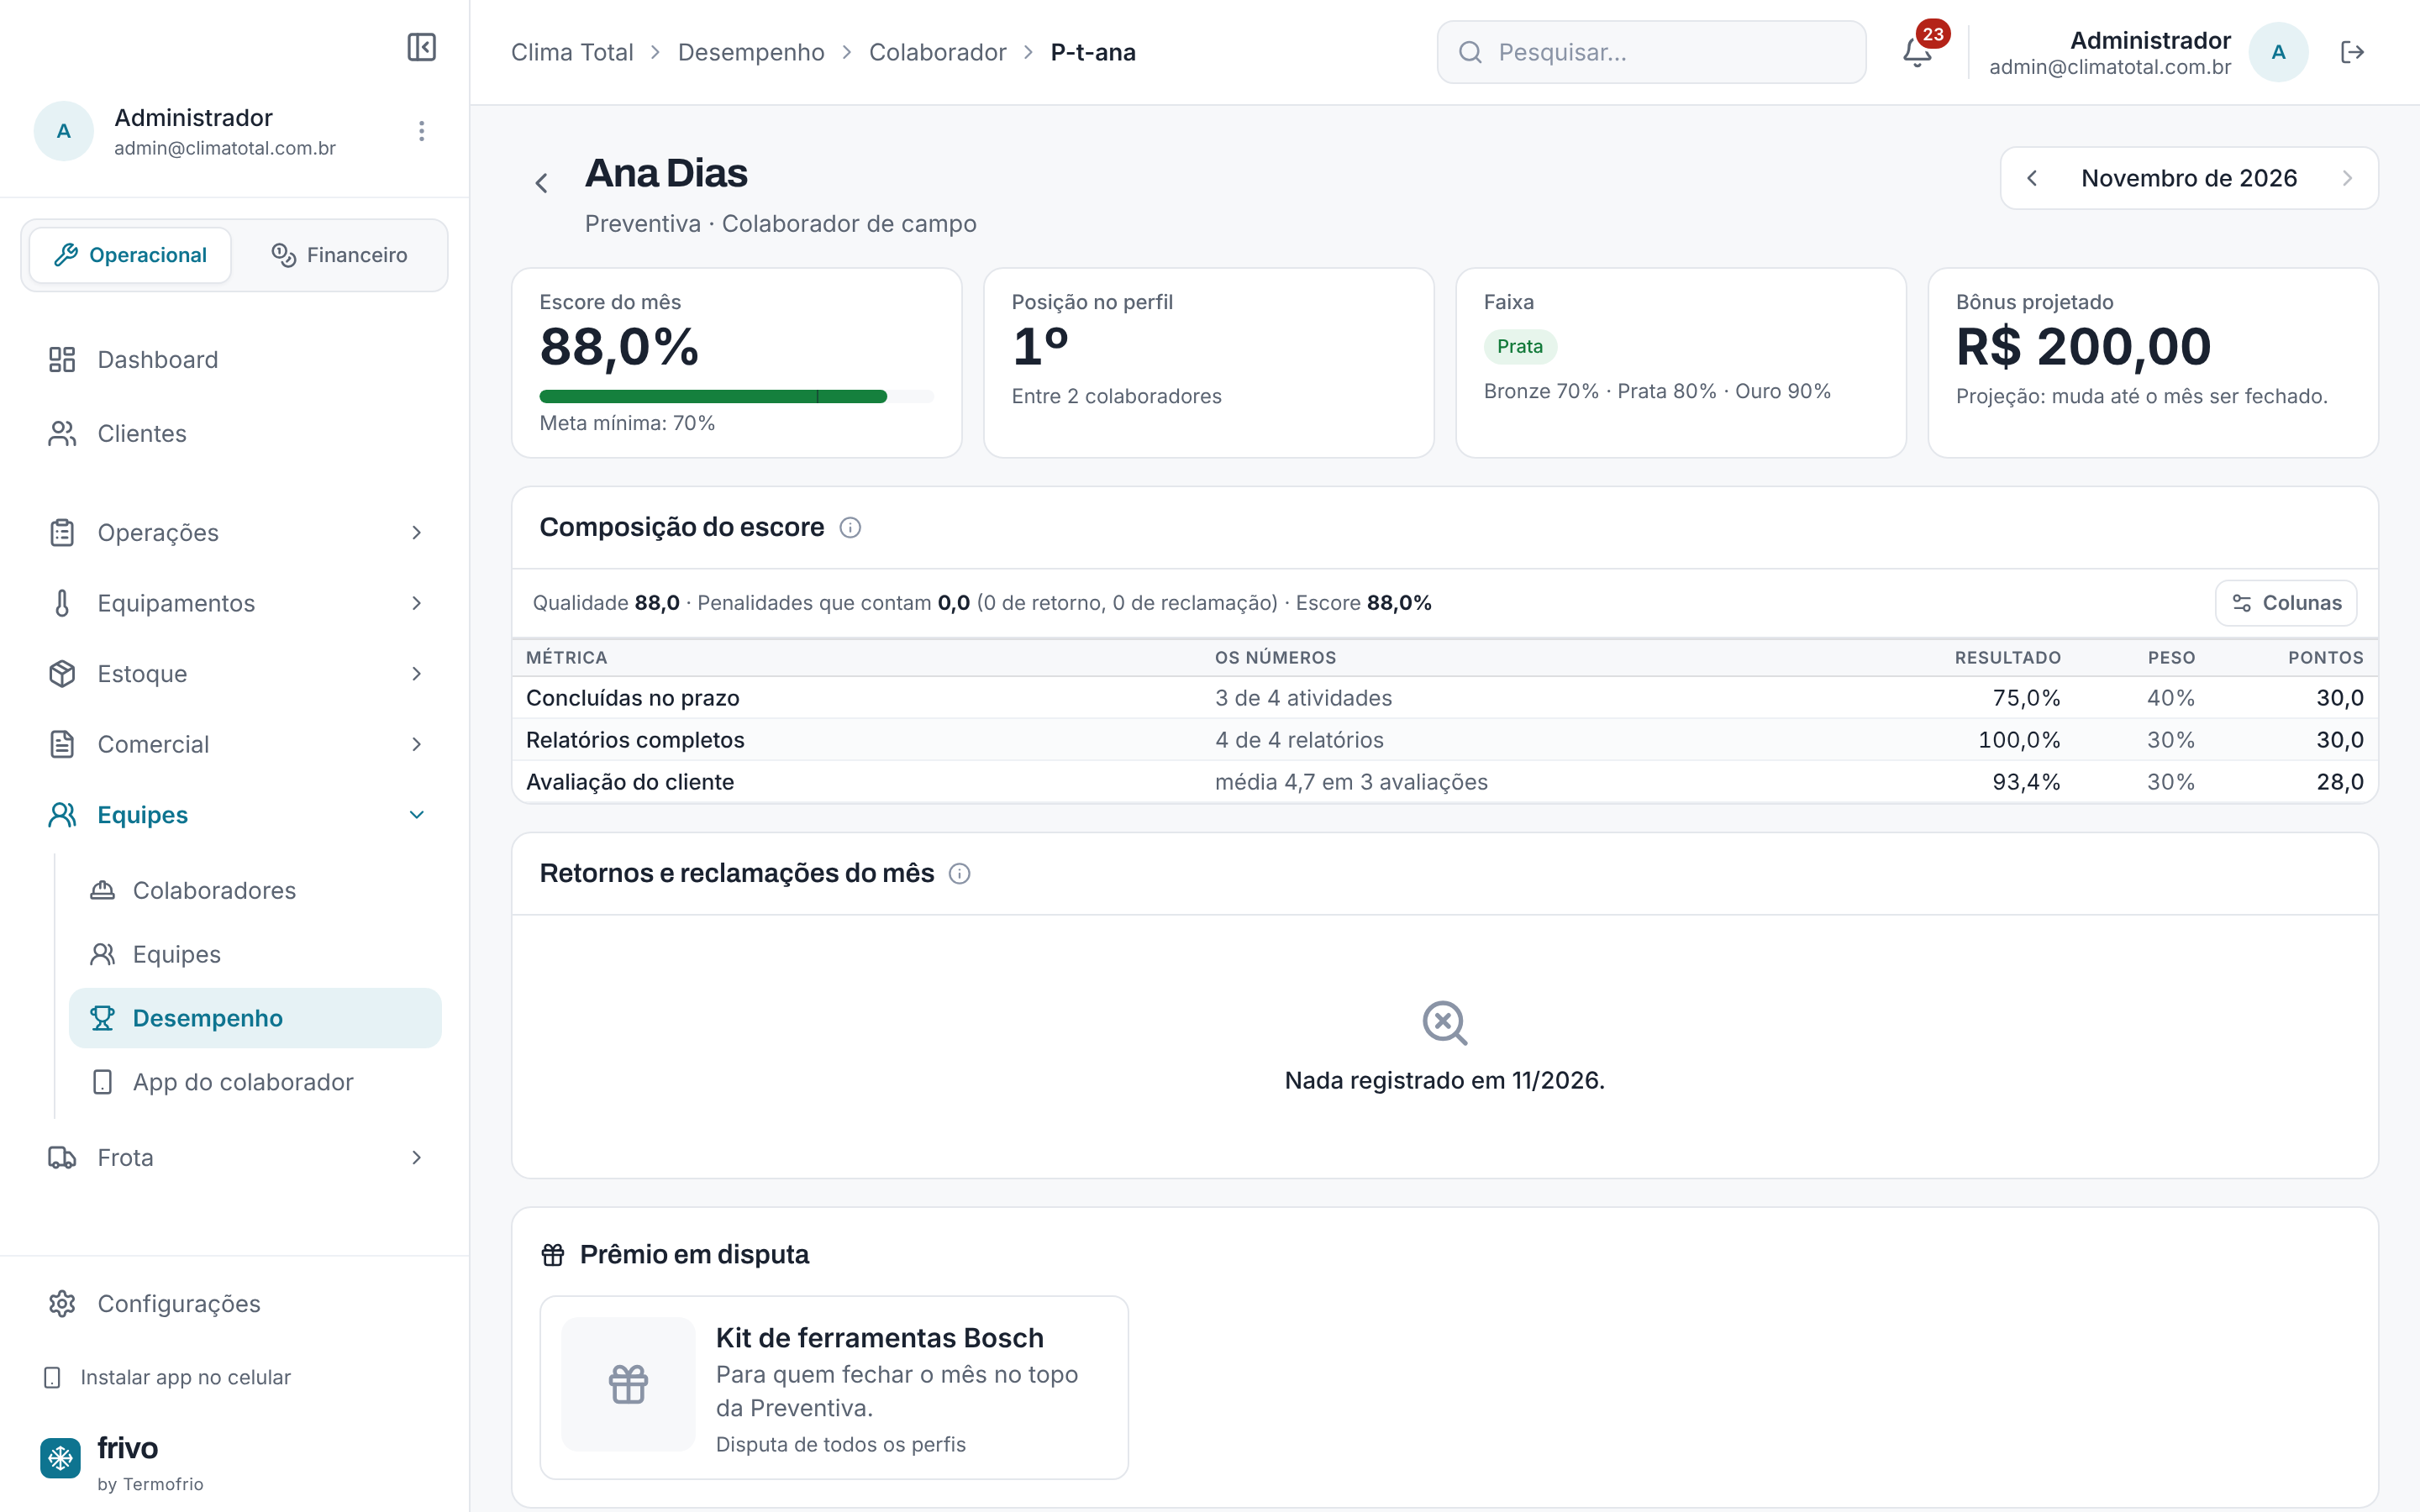 A
Administrador
admin@climatotal.com.br
Operacional
Financeiro
Dashboard
Clientes
Operações
Equipamentos
Estoque
Comercial
Equipes
Colaboradores
Equipes
Desempenho
App do colaborador
Frota
Configurações
Instalar app no celular
frivo
by Termofrio
Clima Total > Desempenho > Colaborador > P-t-ana
Pesquisar...
23
Administrador
admin@climatotal.com.br
A
Ana Dias
Preventiva · Colaborador de campo
Novembro de 2026
Escore do mês
88,0%
Meta mínima: 70%
Posição no perfil
1º
Entre 2 colaboradores
Faixa
Prata
Bronze 70% · Prata 80% · Ouro 90%
Bônus projetado
R$ 200,00
Projeção: muda até o mês ser fechado.
Composição do escore
Qualidade 88,0 · Penalidades que contam 0,0 (0 de retorno, 0 de reclamação) · Escore 88,0%
Colunas
MÉTRICA OS NÚMEROS RESULTADO PESO PONTOS
Concluídas no prazo 3 de 4 atividades 75,0% 40% 30,0
Relatórios completos 4 de 4 relatórios 100,0% 30% 30,0
Avaliação do cliente média 4,7 em 3 avaliações 93,4% 30% 28,0
Retornos e reclamações do mês
Nada registrado em 11/2026.
Prêmio em disputa
Kit de ferramentas Bosch
Para quem fechar o mês no topo
da Preventiva.
Disputa de todos os perfis